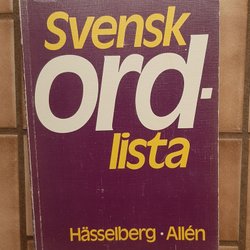 Svensk
ord-
lista
Hässelberg · Allén